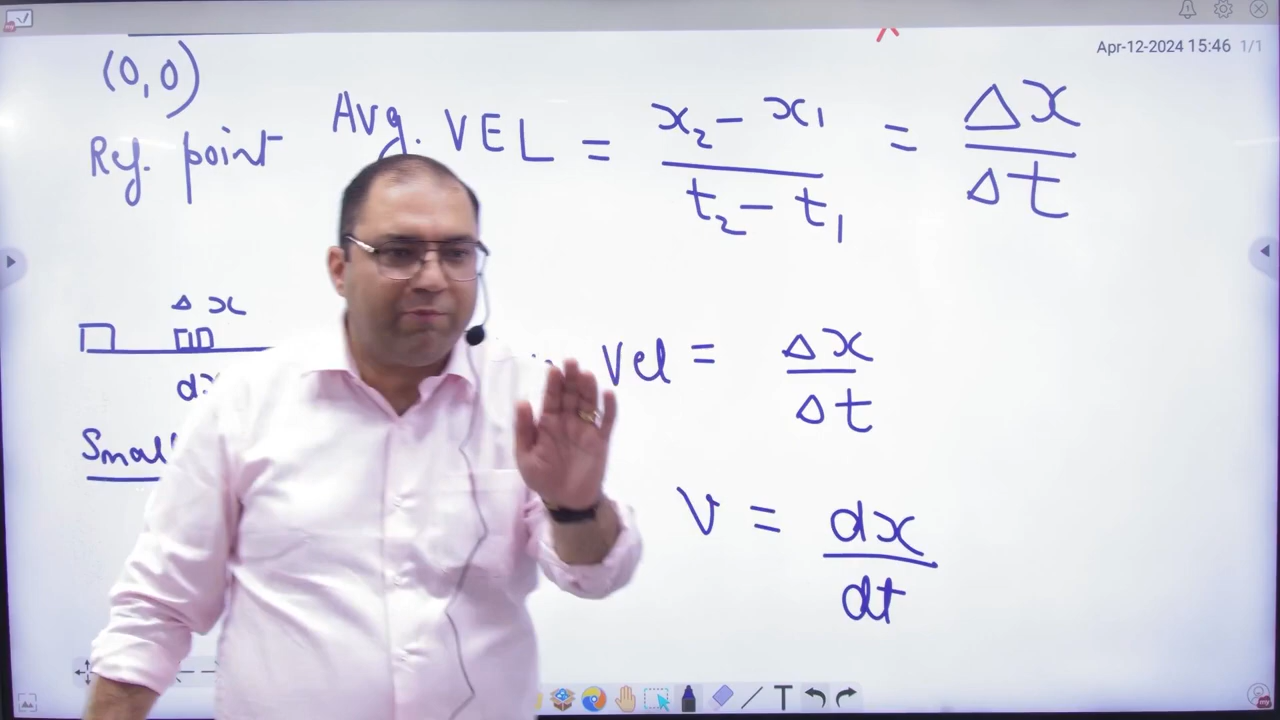 Apr-12-2024 15:46 1/1
(0,0)
Ref. point
Avg. VEL = x₂ - x₁ / t₂ - t₁ = Δx / Δt
Δ x
Vel = Δx / Δt
V = dx / dt
T